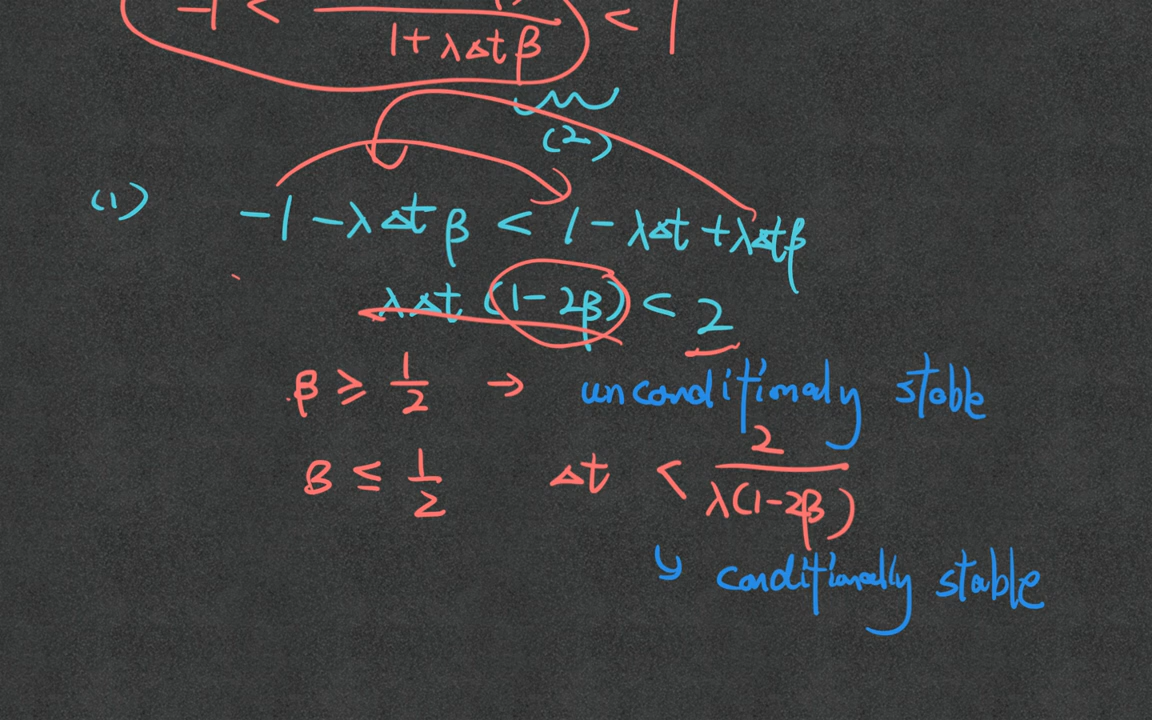 -1 < ───── < 1
1 + λΔtβ
(2)
(1) -1 - λΔtβ < 1 - λΔt + λΔtβ
λΔt (1 - 2β) < 2
β ≥ 1/2 → unconditionaly stable
β ≤ 1/2 Δt < 2/λ(1-2β)
↳ conditionally stable